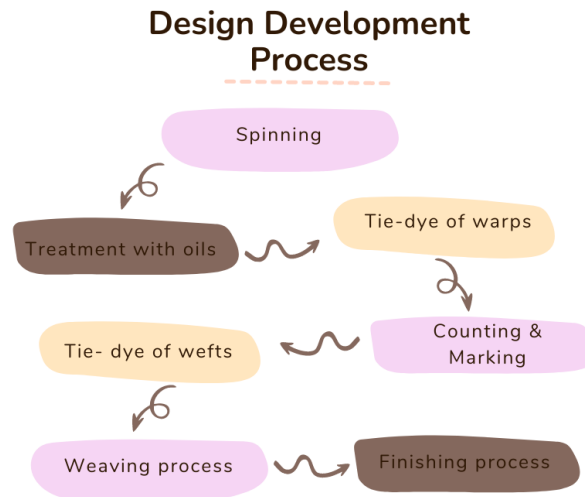 Design Development
Process
Spinning
Treatment with oils
Tie-dye of warps
Counting &
Marking
Tie- dye of wefts
Weaving process
Finishing process